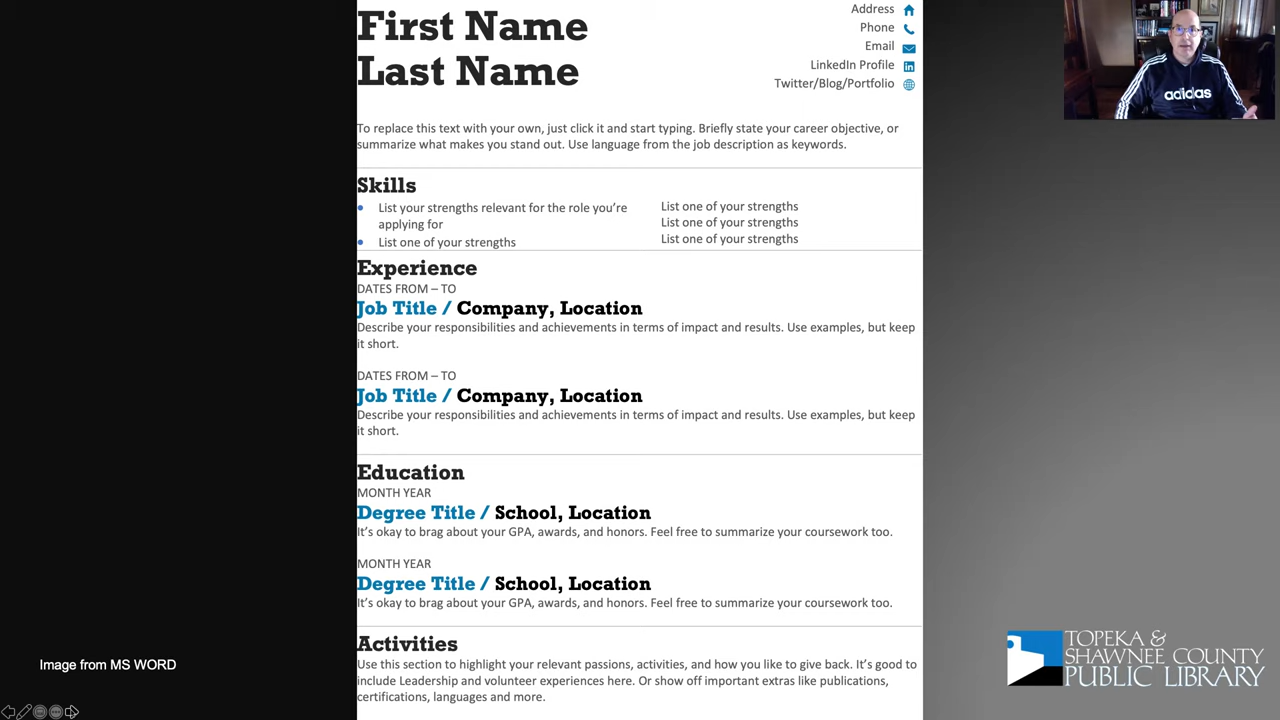 First Name
Last Name
Address
Phone
Email
LinkedIn Profile
Twitter/Blog/Portfolio
To replace this text with your own, just click it and start typing. Briefly state your career objective, or
summarize what makes you stand out. Use language from the job description as keywords.
Skills
List your strengths relevant for the role you’re
applying for
List one of your strengths
List one of your strengths
List one of your strengths
List one of your strengths
Experience
DATES FROM – TO
Job Title / Company, Location
Describe your responsibilities and achievements in terms of impact and results. Use examples, but keep
it short.
DATES FROM – TO
Job Title / Company, Location
Describe your responsibilities and achievements in terms of impact and results. Use examples, but keep
it short.
Education
MONTH YEAR
Degree Title / School, Location
It’s okay to brag about your GPA, awards, and honors. Feel free to summarize your coursework too.
MONTH YEAR
Degree Title / School, Location
It’s okay to brag about your GPA, awards, and honors. Feel free to summarize your coursework too.
Activities
Use this section to highlight your relevant passions, activities, and how you like to give back. It’s good to
include Leadership and volunteer experiences here. Or show off important extras like publications,
certifications, languages and more.
Image from MS WORD
adidas
in
TOPEKA &
SHAWNEE COUNTY
PUBLIC LIBRARY